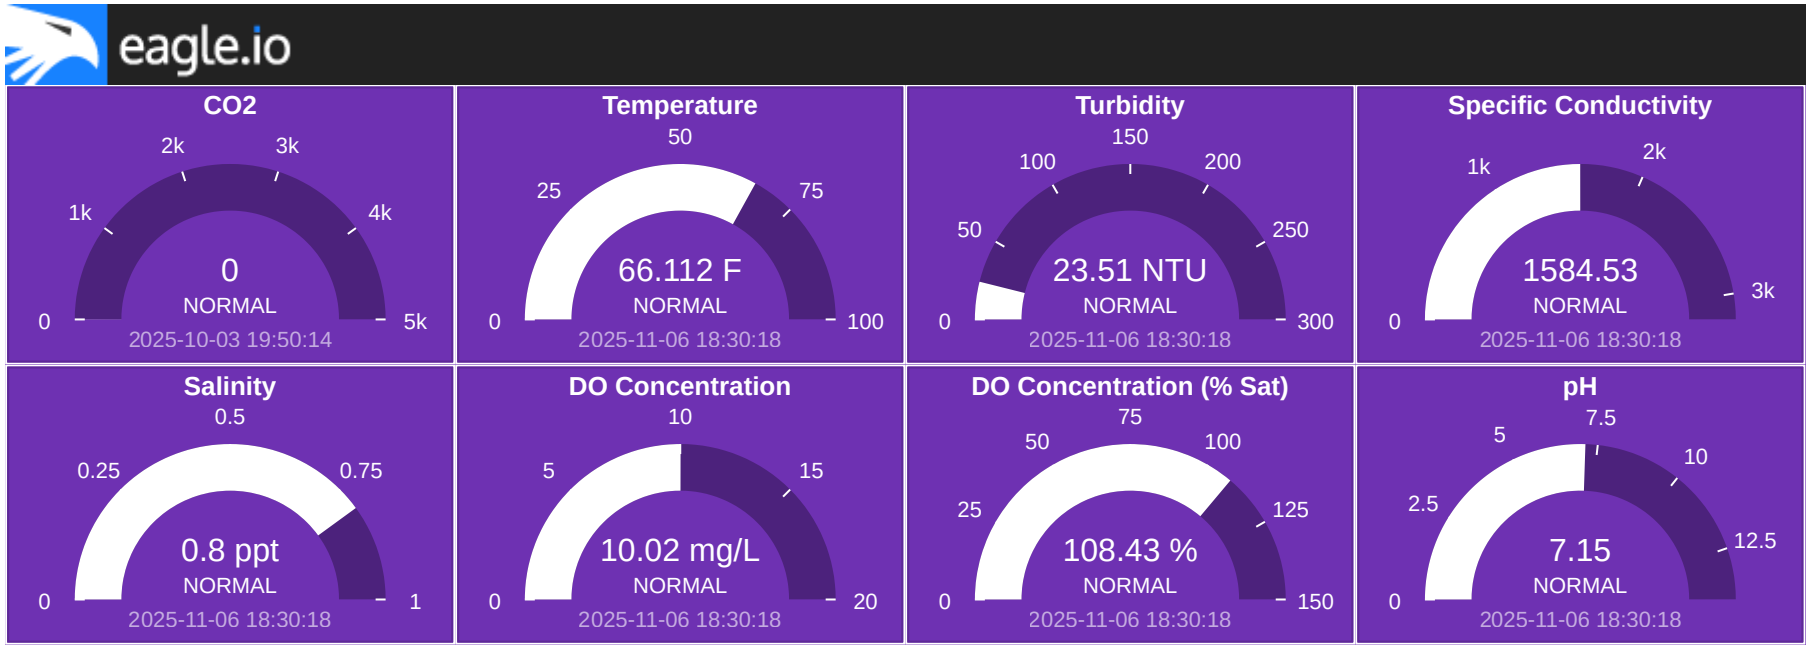 eagle.io
CO2
0
1k
2k
3k
4k
5k
0
NORMAL
2025-10-03 19:50:14
Temperature
0
25
50
75
100
66.112 F
NORMAL
2025-11-06 18:30:18
Turbidity
0
50
100
150
200
250
300
23.51 NTU
NORMAL
2025-11-06 18:30:18
Specific Conductivity
0
1k
2k
3k
1584.53
NORMAL
2025-11-06 18:30:18
Salinity
0
0.25
0.5
0.75
1
0.8 ppt
NORMAL
2025-11-06 18:30:18
DO Concentration
0
5
10
15
20
10.02 mg/L
NORMAL
2025-11-06 18:30:18
DO Concentration (% Sat)
0
25
50
75
100
125
150
108.43 %
NORMAL
2025-11-06 18:30:18
pH
0
2.5
5
7.5
10
12.5
7.15
NORMAL
2025-11-06 18:30:18